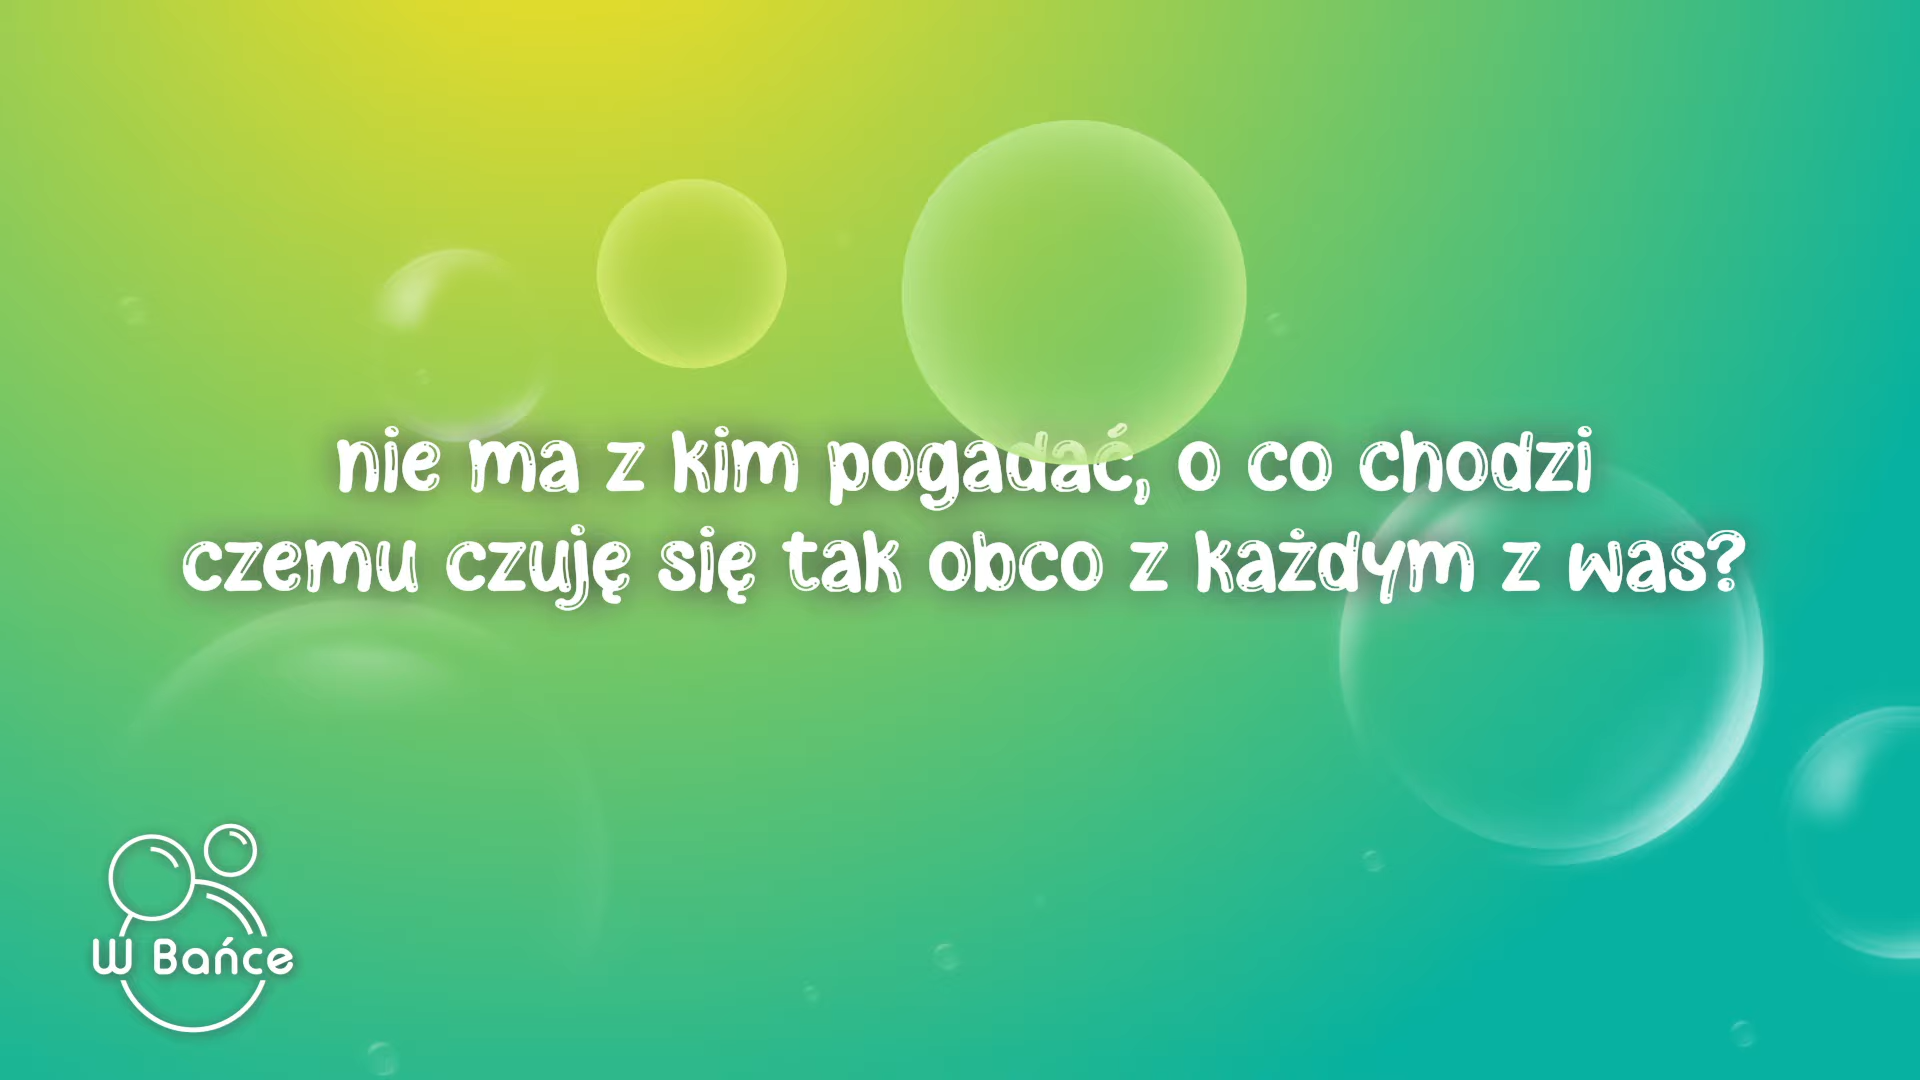 nie ma z kim pogadać, o co chodzi
czemu czuję się tak obco z każdym z was?
W Bańce